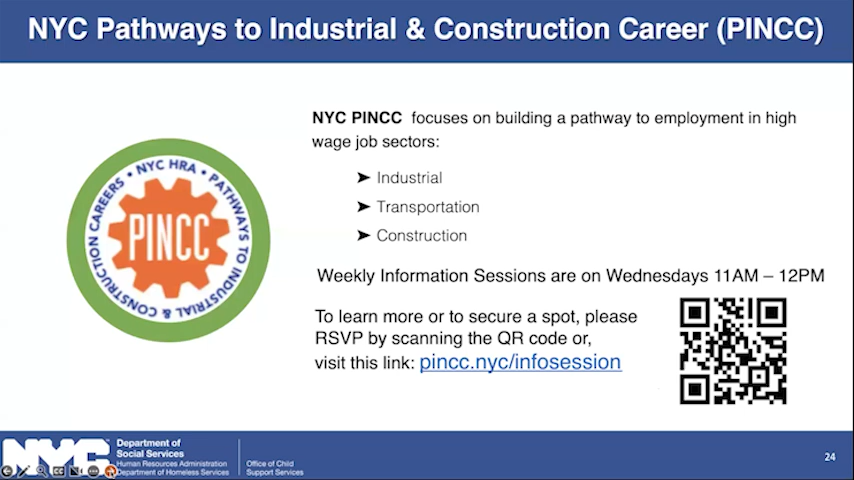 NYC Pathways to Industrial & Construction Career (PINCC)
NYC PINCC focuses on building a pathway to employment in high
wage job sectors:
➤ Industrial
➤ Transportation
➤ Construction
• NYC HRA • PATHWAYS TO INDUSTRIAL & CONSTRUCTION CAREERS
PINCC
Weekly Information Sessions are on Wednesdays 11AM – 12PM
To learn more or to secure a spot, please
RSVP by scanning the QR code or,
visit this link: pincc.nyc/infosession
NYC
Department of
Social Services
Human Resources Administration
Department of Homeless Services
Office of Child
Support Services
24